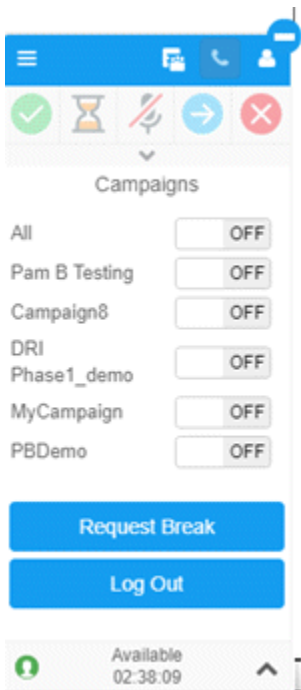 Campaigns
All OFF
Pam B Testing OFF
Campaign8 OFF
DRI
Phase1_demo OFF
MyCampaign OFF
PBDemo OFF
Request Break
Log Out
Available
02:38:09